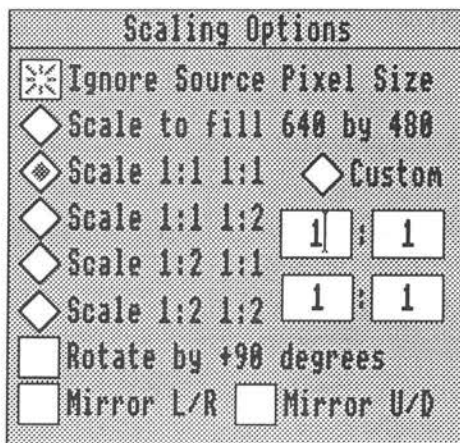 Scaling Options
Ignore Source Pixel Size
Scale to fill 640 by 480
Scale 1:1 1:1 Custom
Scale 1:1 1:2
1 : 1
Scale 1:2 1:1
Scale 1:2 1:2
1 : 1
Rotate by +90 degrees
Mirror L/R Mirror U/D